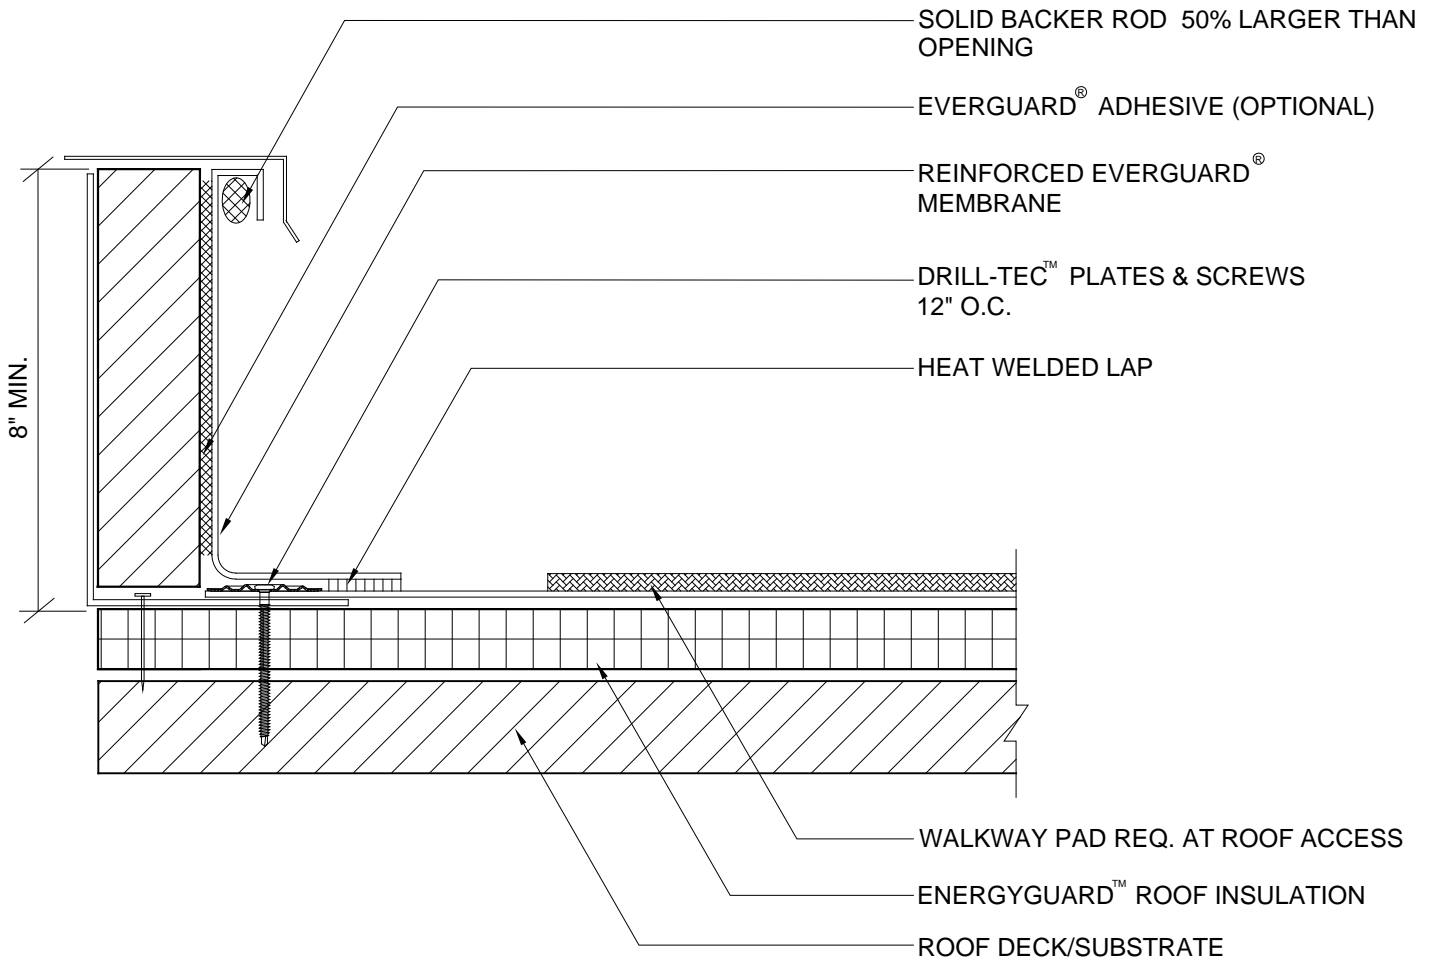 SOLID BACKER ROD 50% LARGER THAN
OPENING
EVERGUARD® ADHESIVE (OPTIONAL)
REINFORCED EVERGUARD®
MEMBRANE
DRILL-TEC™ PLATES & SCREWS
12" O.C.
HEAT WELDED LAP
8" MIN.
WALKWAY PAD REQ. AT ROOF ACCESS
ENERGYGUARD™ ROOF INSULATION
ROOF DECK/SUBSTRATE